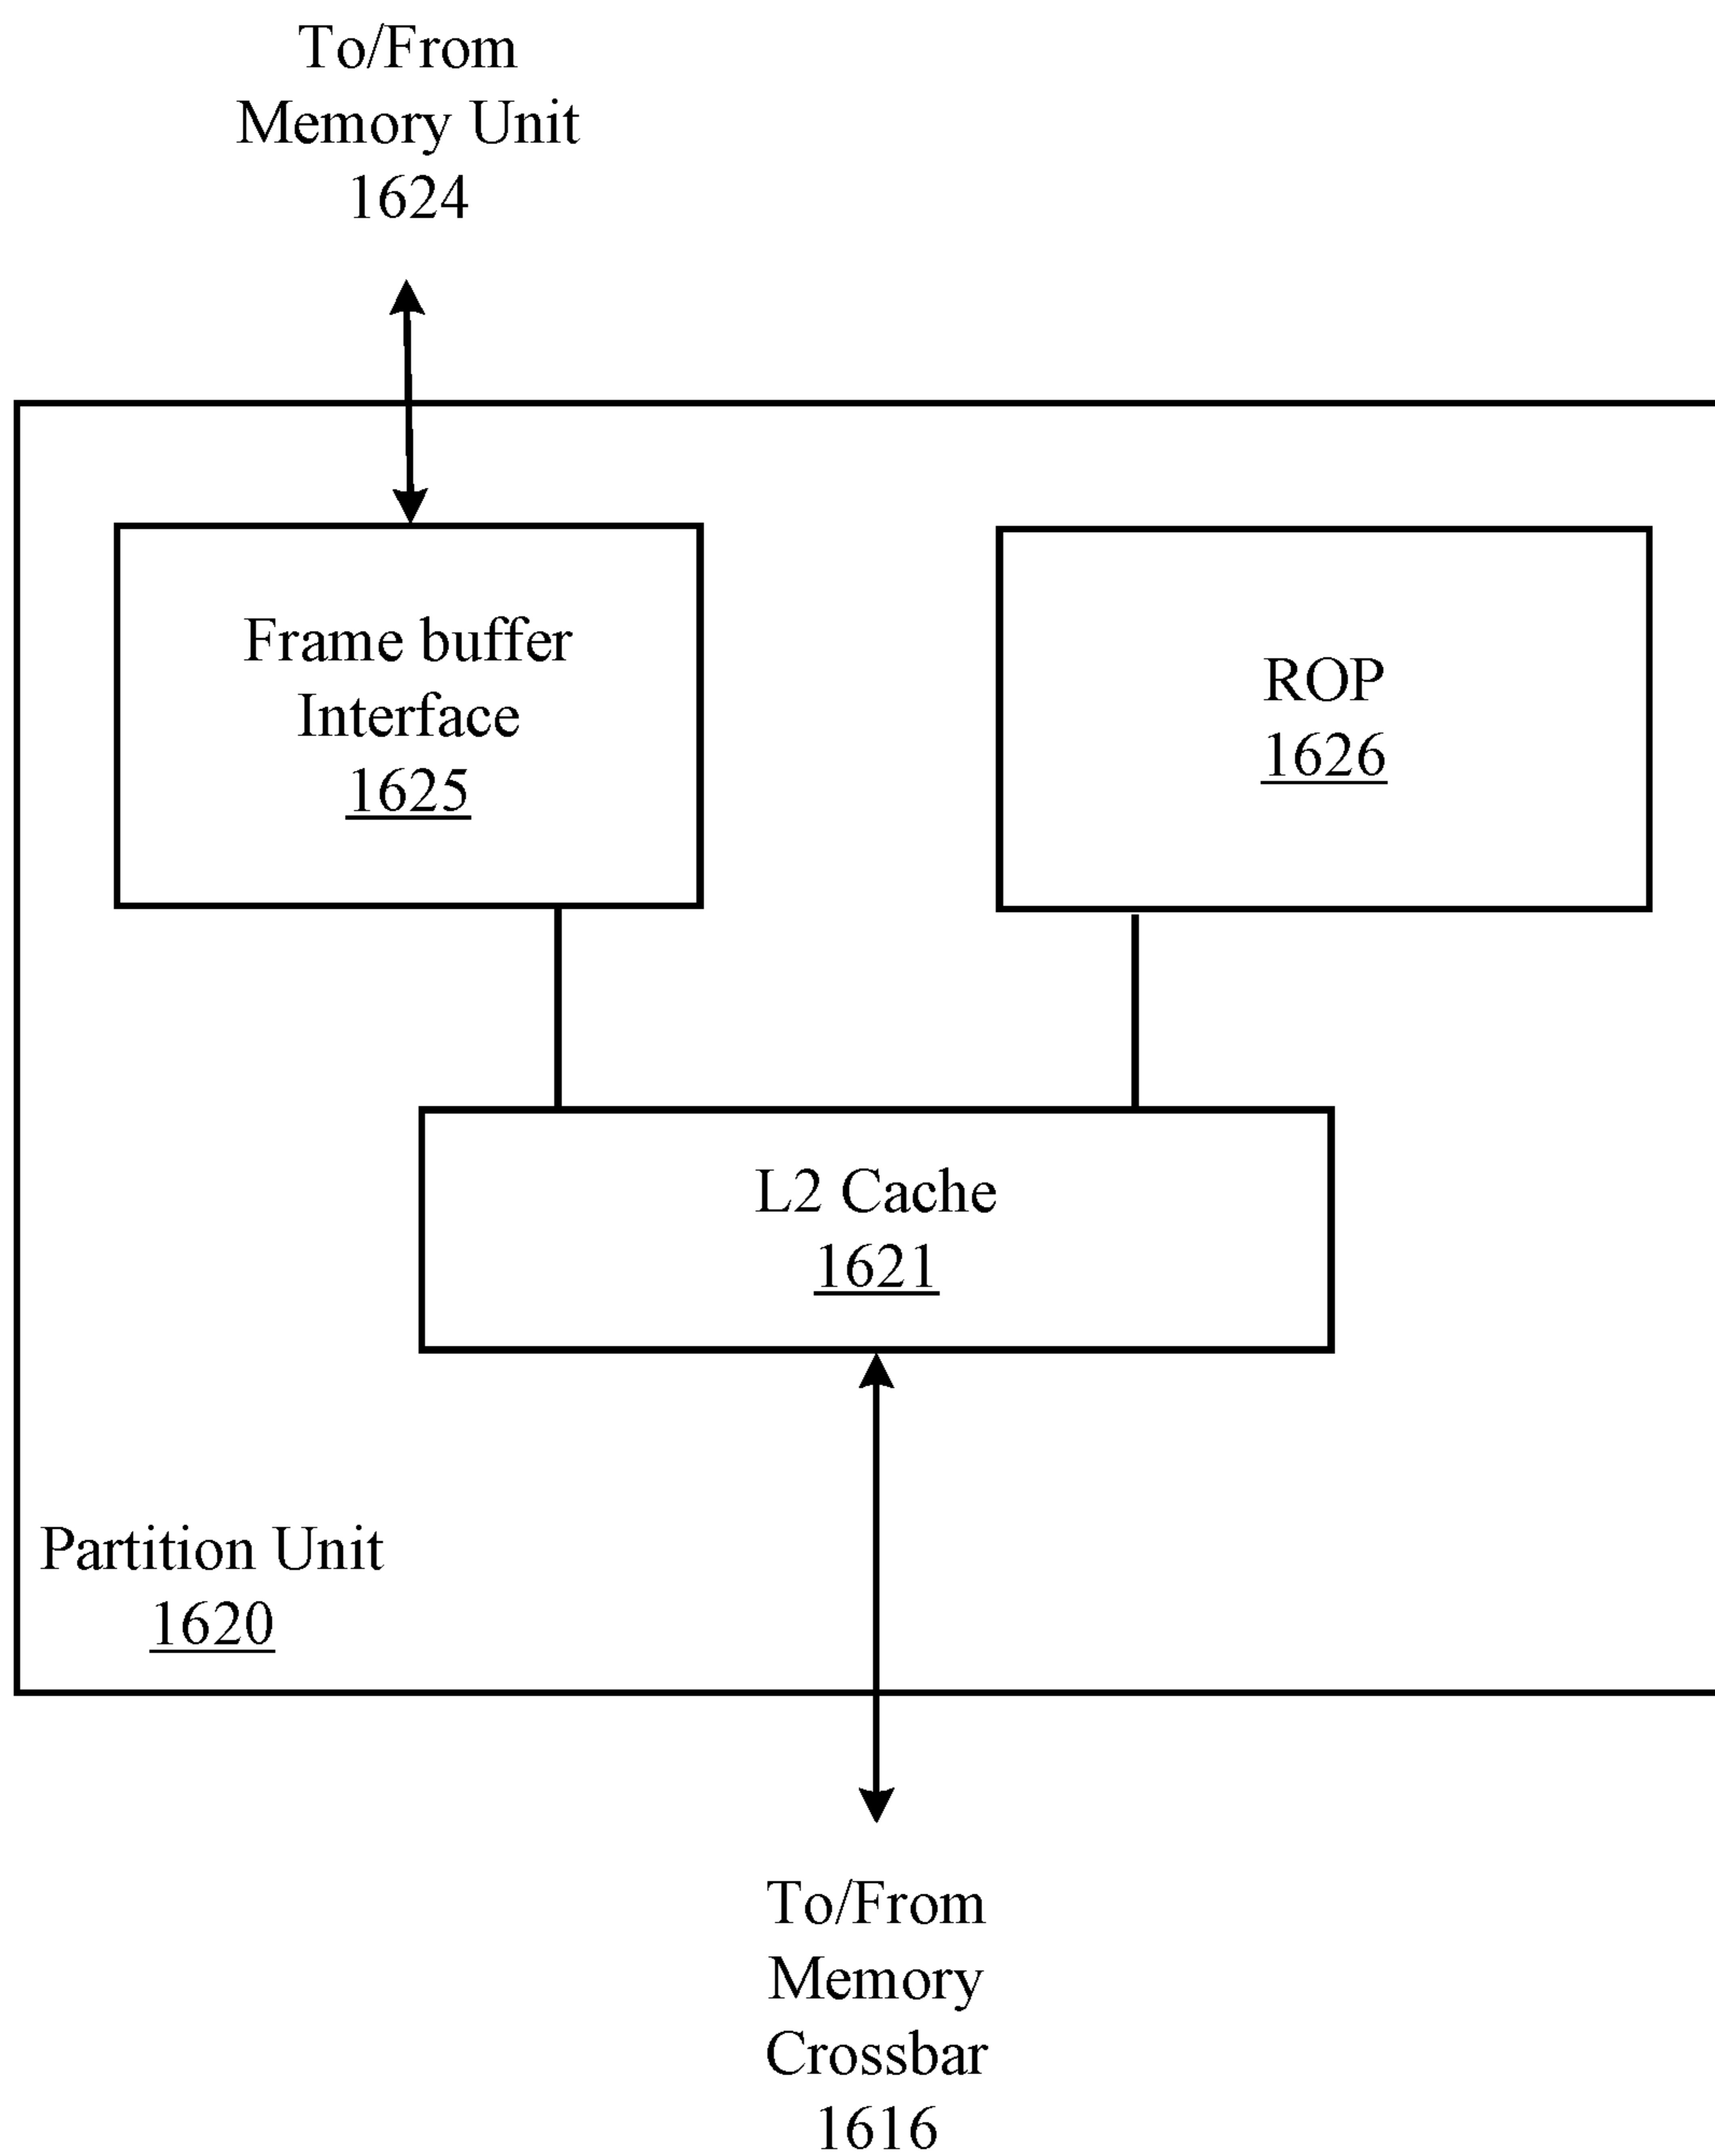 To/From
Memory Unit
1624
Frame buffer
Interface
1625
ROP
1626
L2 Cache
1621
Partition Unit
1620
To/From
Memory
Crossbar
1616